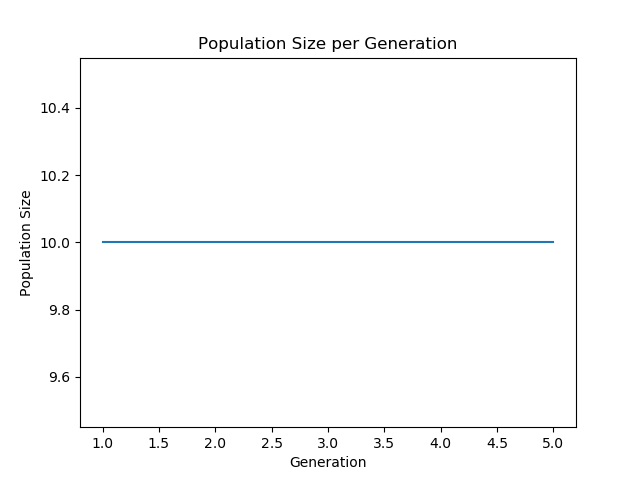 Population Size per Generation
Population Size
10.4
10.2
10.0
9.8
9.6
1.0 1.5 2.0 2.5 3.0 3.5 4.0 4.5 5.0
Generation